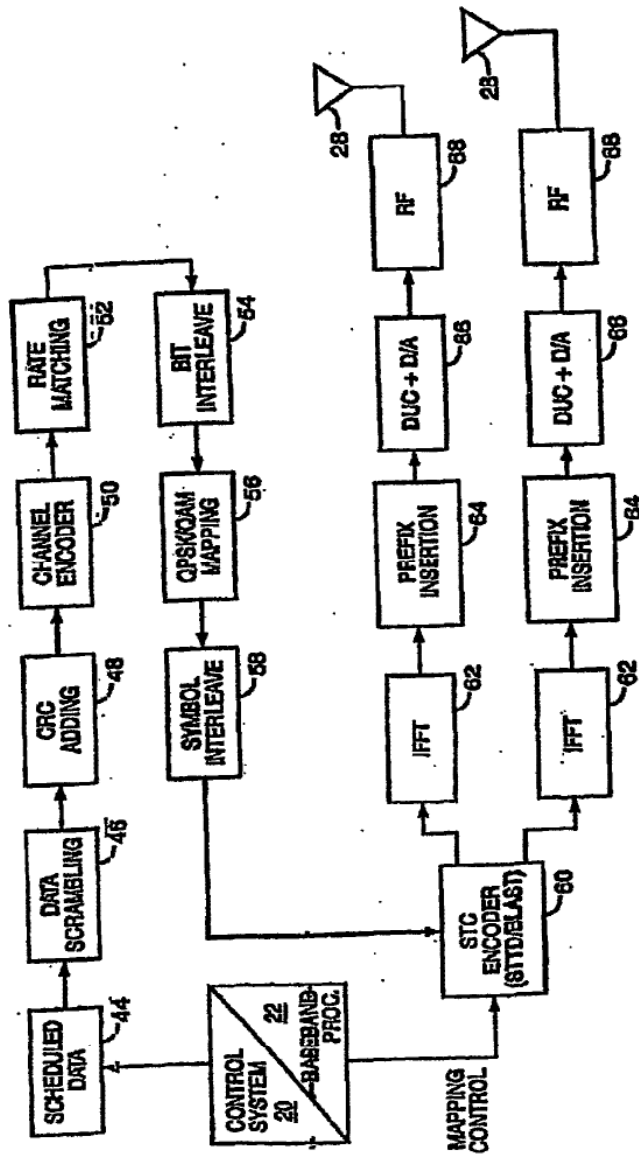 SCHEDULED
DATA
44
DATA
SCRAMBLING
46
CRC
ADDING
48
CHANNEL
ENCODER
50
RATE
MATCHING
52
BIT
INTERLEAVE
54
QPSK/QAM
MAPPING
56
SYMBOL
INTERLEAVE
58
CONTROL
SYSTEM
20
22
BASEBAND
PROC.
MAPPING
CONTROL
STC
ENCODER
(STTD/BLAST)
60
IFFT
62
PREFIX
INSERTION
64
DUC + D/A
66
RF
68
28
IFFT
62
PREFIX
INSERTION
64
DUC + D/A
66
RF
68
28